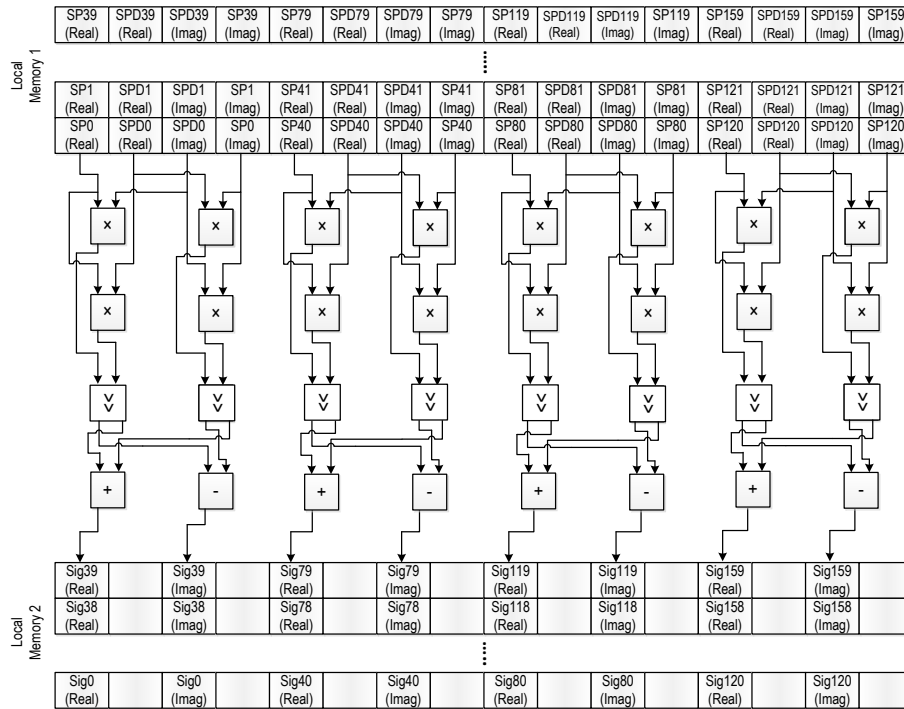 SP39 SPD39 SPD39 SP39 SP79 SPD79 SPD79 SP79 SP119 SPD119 SPD119 SP119 SP159 SPD159 SPD159 SP159
(Real) (Real) (Imag) (Imag) (Real) (Real) (Imag) (Imag) (Real) (Real) (Imag) (Imag) (Real) (Real) (Imag) (Imag)
Local
Memory 1
SP1 SPD1 SPD1 SP1 SP41 SPD41 SPD41 SP41 SP81 SPD81 SPD81 SP81 SP121 SPD121 SPD121 SP121
(Real) (Real) (Imag) (Imag) (Real) (Real) (Imag) (Imag) (Real) (Real) (Imag) (Imag) (Real) (Real) (Imag) (Imag)
SP0 SPD0 SPD0 SP0 SP40 SPD40 SPD40 SP40 SP80 SPD80 SPD80 SP80 SP120 SPD120 SPD120 SP120
(Real) (Real) (Imag) (Imag) (Real) (Real) (Imag) (Imag) (Real) (Real) (Imag) (Imag) (Real) (Real) (Imag) (Imag)
x x x x x x x x
x x x x x x x x
>> >> >> >> >> >> >> >>
+ - + - + - + -
Sig39 Sig39 Sig79 Sig79 Sig119 Sig119 Sig159 Sig159
(Real) (Imag) (Real) (Imag) (Real) (Imag) (Real) (Imag)
Sig38 Sig38 Sig78 Sig78 Sig118 Sig118 Sig158 Sig158
(Real) (Imag) (Real) (Imag) (Real) (Imag) (Real) (Imag)
Local
Memory 2
Sig0 Sig0 Sig40 Sig40 Sig80 Sig80 Sig120 Sig120
(Real) (Imag) (Real) (Imag) (Real) (Imag) (Real) (Imag)